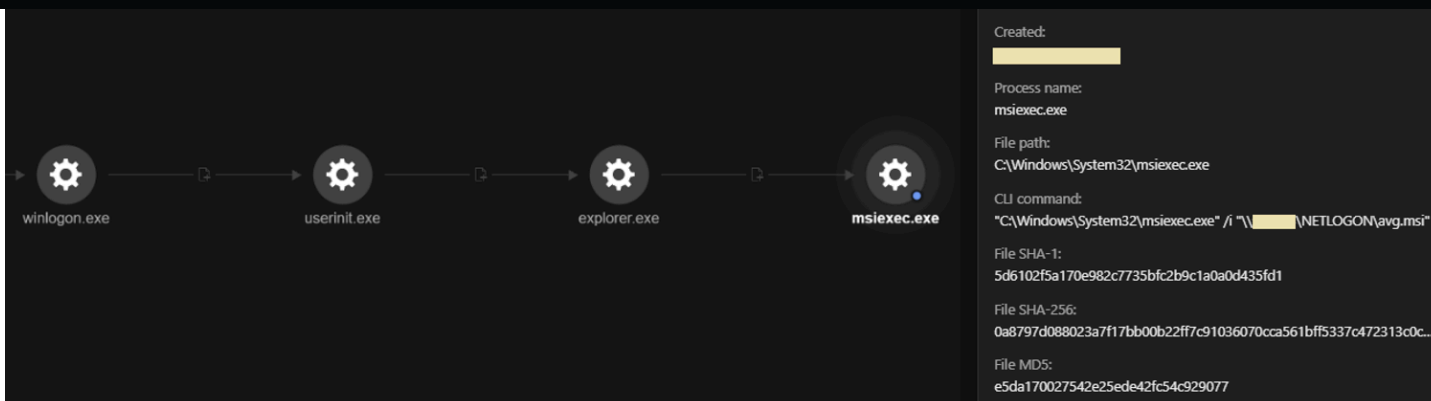 winlogon.exe
userinit.exe
explorer.exe
msiexec.exe
Created:
Process name:
msiexec.exe
File path:
C:\Windows\System32\msiexec.exe
CLI command:
"C:\Windows\System32\msiexec.exe" /i "\\ \NETLOGON\avg.msi"
File SHA-1:
5d6102f5a170e982c7735bfc2b9c1a0a0d435fd1
File SHA-256:
0a8797d088023a7f17bb00b22ff7c91036070cca561bff5337c472313c0c...
File MD5:
e5da170027542e25ede42fc54c929077